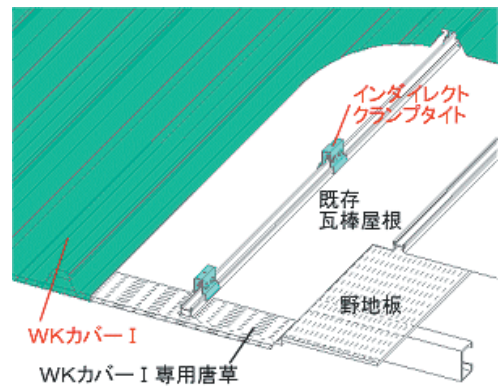 インダイレクト
クランプタイト
既存
瓦棒屋根
野地板
WKカバーⅠ
WKカバーⅠ専用唐草